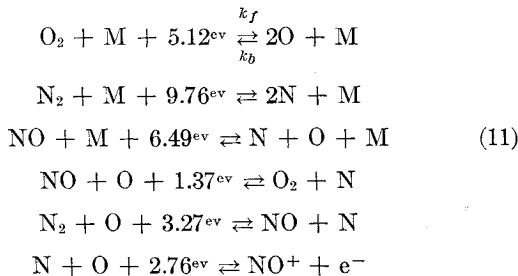 k_f
O₂ + M + 5.12ᵉᵛ ⇄ 2O + M
k_b
N₂ + M + 9.76ᵉᵛ ⇄ 2N + M
NO + M + 6.49ᵉᵛ ⇄ N + O + M (11)
NO + O + 1.37ᵉᵛ ⇄ O₂ + N
N₂ + O + 3.27ᵉᵛ ⇄ NO + N
N + O + 2.76ᵉᵛ ⇄ NO⁺ + e⁻